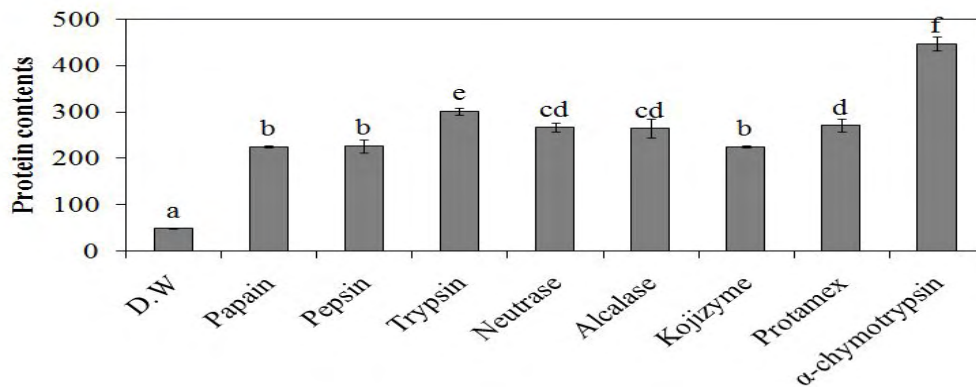 500
400
300
200
100
0
Protein contents
a
b
b
e
cd
cd
b
d
f
D.W
Papain
Pepsin
Trypsin
Neutrase
Alcalase
Kojizyme
Protamex
α-chymotrypsin